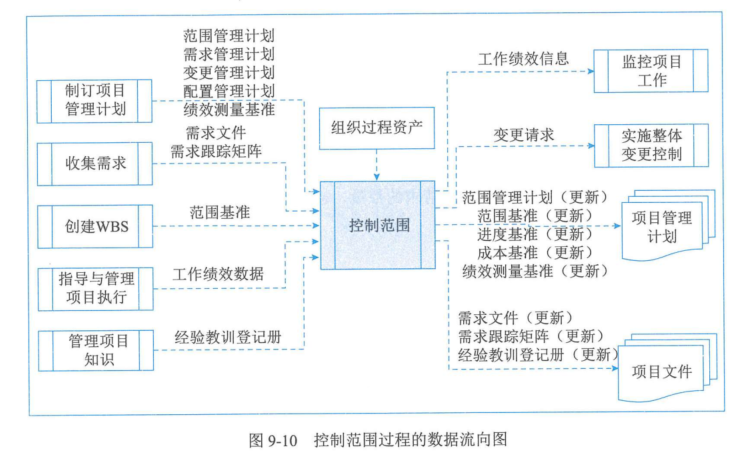 制订项目
管理计划
范围管理计划
需求管理计划
变更管理计划
配置管理计划
绩效测量基准
收集需求
需求文件
需求跟踪矩阵
创建WBS
范围基准
指导与管理
项目执行
工作绩效数据
管理项目
知识
经验教训登记册
组织过程资产
控制范围
工作绩效信息
监控项目
工作
变更请求
实施整体
变更控制
范围管理计划（更新）
范围基准（更新）
进度基准（更新）
成本基准（更新）
绩效测量基准（更新）
项目管理
计划
需求文件（更新）
需求跟踪矩阵（更新）
经验教训登记册（更新）
项目文件
图 9-10 控制范围过程的数据流向图